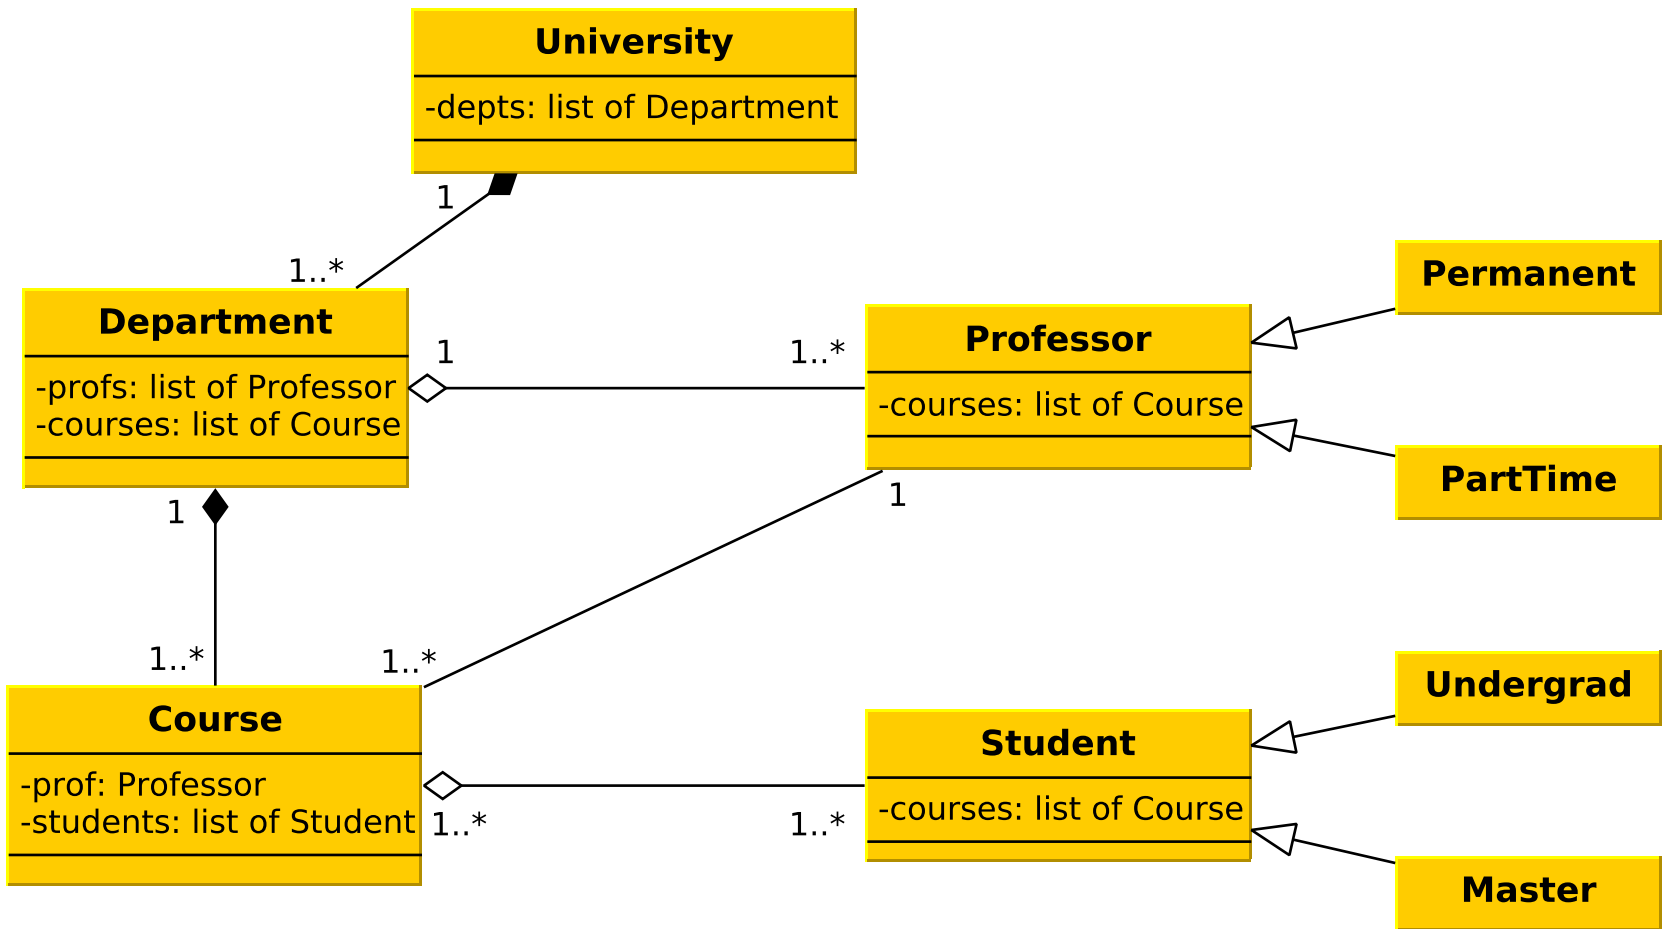 University
-depts: list of Department
1
1..*
Department
-profs: list of Professor
-courses: list of Course
1
1..*
Professor
-courses: list of Course
Permanent
PartTime
1
1
1..*
1..*
Course
-prof: Professor
-students: list of Student
1..*
1..*
Student
-courses: list of Course
Undergrad
Master